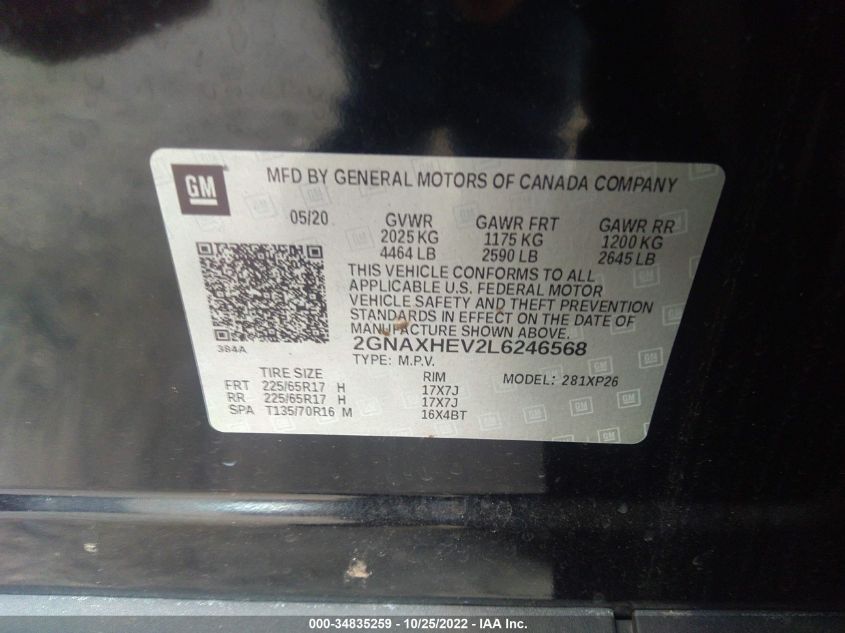 GM
MFD BY GENERAL MOTORS OF CANADA COMPANY
05/20 GVWR GAWR FRT GAWR RR
2025 KG 1175 KG 1200 KG
4464 LB 2590 LB 2645 LB
THIS VEHICLE CONFORMS TO ALL
APPLICABLE U.S. FEDERAL MOTOR
VEHICLE SAFETY AND THEFT PREVENTION
STANDARDS IN EFFECT ON THE DATE OF
MANUFACTURE SHOWN ABOVE.
384A 2GNAXHEV2L6246568
TYPE: M.P.V.
TIRE SIZE RIM MODEL: 281XP26
FRT 225/65R17 H 17X7J
RR 225/65R17 H 17X7J
SPA T135/70R16 M 16X4BT
000-34835259 - 10/25/2022 - IAA Inc.